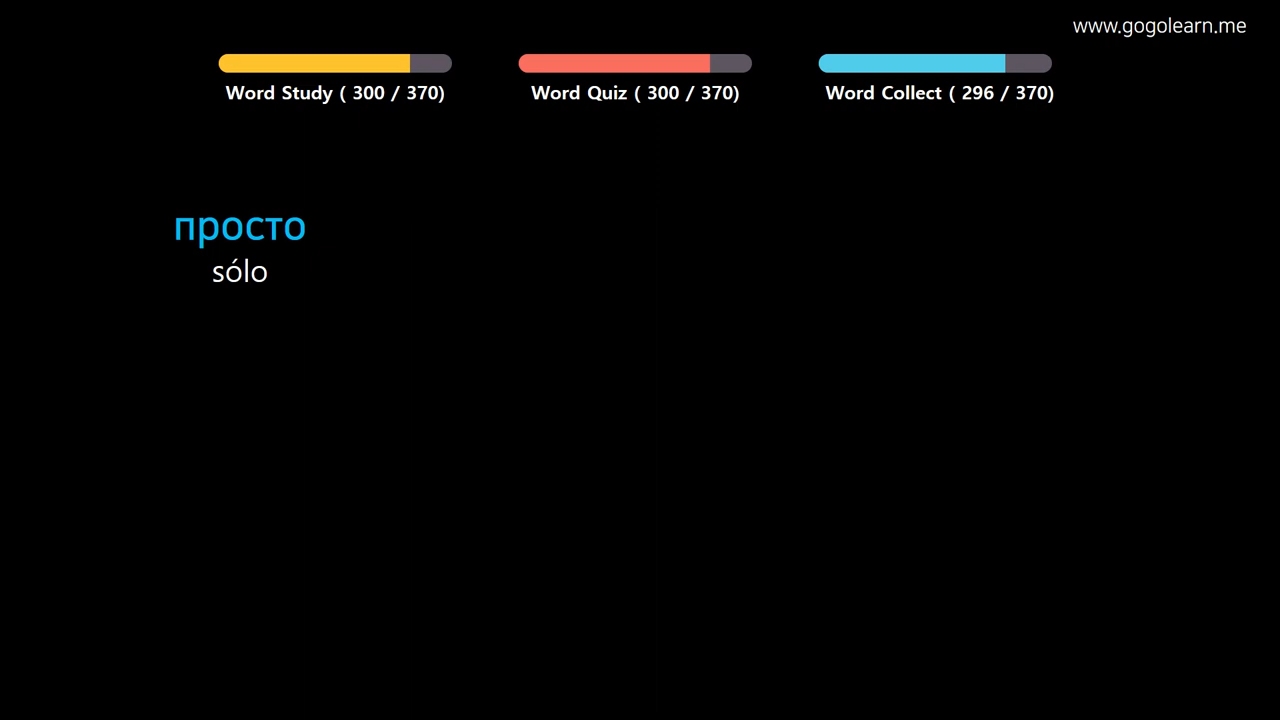 www.gogolearn.me
Word Study ( 300 / 370)
Word Quiz ( 300 / 370)
Word Collect ( 296 / 370)
просто
sólo